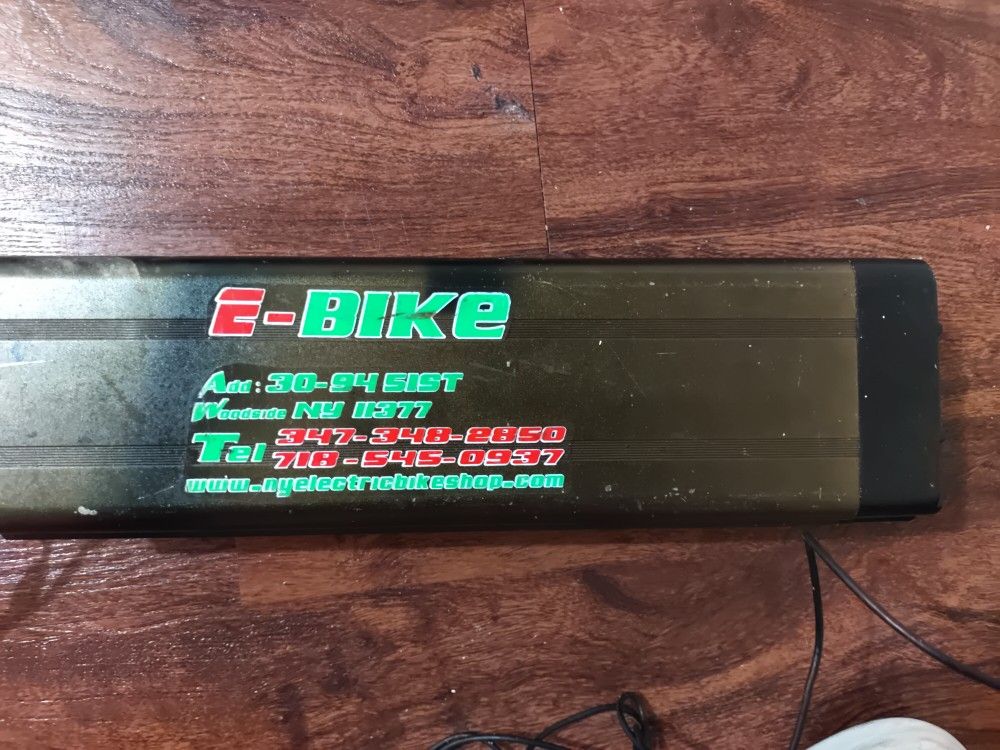 E-BIKE
Add: 30-94 51ST
Woodside NY 11377
Tel 347-348-2850
718-545-0937
www.nyelectricbikeshop.com